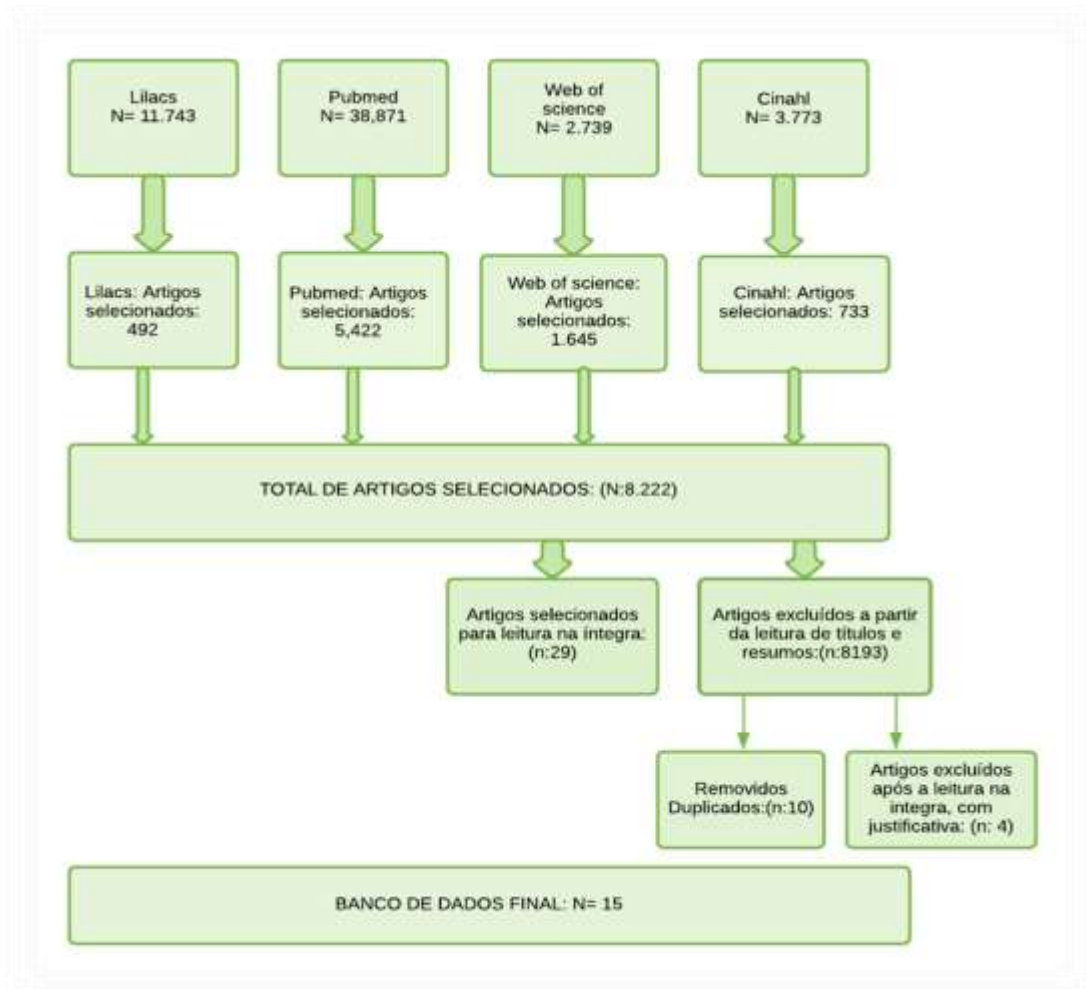 Lilacs
N= 11.743
Pubmed
N= 38,871
Web of
science
N= 2.739
Cinahl
N= 3.773
Lilacs: Artigos
selecionados:
492
Pubmed: Artigos
selecionados:
5,422
Web of science:
Artigos
selecionados:
1.645
Cinahl: Artigos
selecionados: 733
TOTAL DE ARTIGOS SELECIONADOS: (N:8.222)
Artigos selecionados
para leitura na íntegra:
(n:29)
Artigos excluídos a partir
da leitura de títulos e
resumos:(n:8193)
Removidos
Duplicados:(n:10)
Artigos excluídos
após a leitura na
integra, com
justificativa: (n: 4)
BANCO DE DADOS FINAL: N= 15